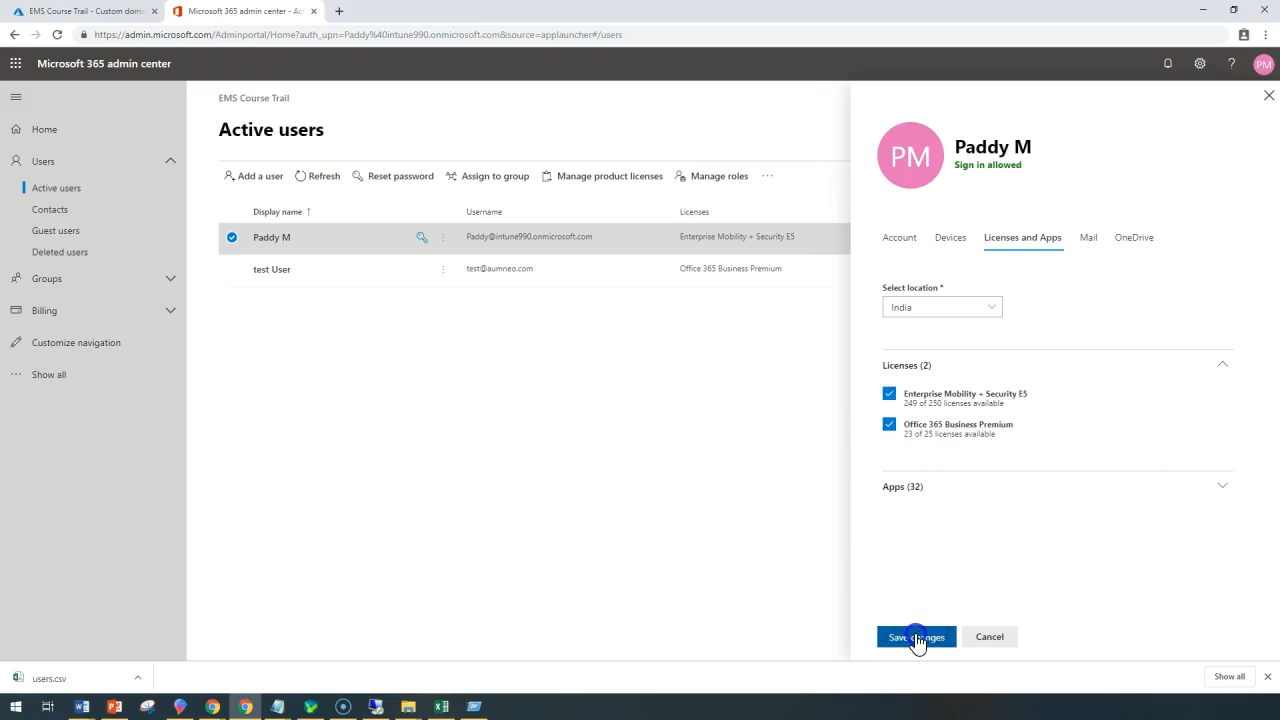 EMS Course Trail - Custom doma
Microsoft 365 admin center - Ac
https://admin.microsoft.com/Adminportal/Home?auth_upn=Paddy%40intune990.onmicrosoft.com&source=applauncher#/users
Microsoft 365 admin center
PM
EMS Course Trail
Active users
Home
Users
Active users
Contacts
Guest users
Deleted users
Groups
Billing
Customize navigation
Show all
Add a user
Refresh
Reset password
Assign to group
Manage product licenses
Manage roles
Display name ↑
Username
Licenses
Paddy M
Paddy@intune990.onmicrosoft.com
Enterprise Mobility + Security E5
test User
test@aumneo.com
Office 365 Business Premium
PM
Paddy M
Sign in allowed
Account
Devices
Licenses and Apps
Mail
OneDrive
Select location *
India
Licenses (2)
Enterprise Mobility + Security E5
249 of 250 licenses available
Office 365 Business Premium
23 of 25 licenses available
Apps (32)
Save changes
Cancel
users.csv
Show all